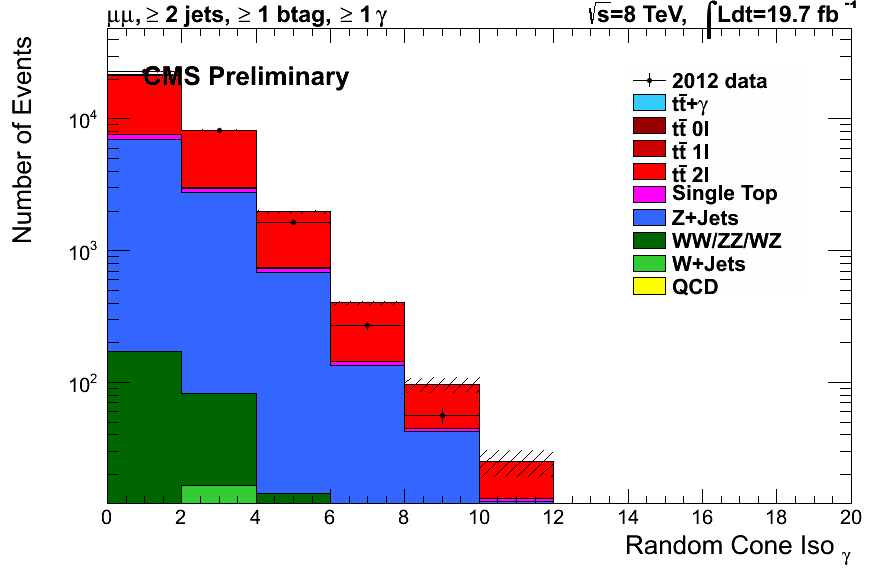 μμ, ≥ 2 jets, ≥ 1 btag, ≥ 1 γ
√s=8 TeV, ∫Ldt=19.7 fb⁻¹
CMS Preliminary
Number of Events
10⁴
10³
10²
2012 data
tt̄+γ
tt̄ 0l
tt̄ 1l
tt̄ 2l
Single Top
Z+Jets
WW/ZZ/WZ
W+Jets
QCD
0 2 4 6 8 10 12 14 16 18 20
Random Cone Iso γ